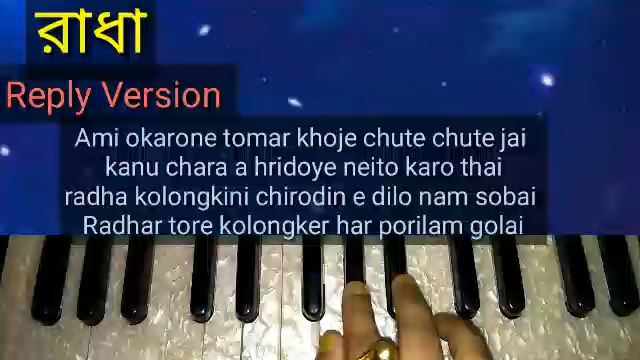 রাধা
Reply Version
Ami okarone tomar khoje chute chute jai
kanu chara a hridoye neito karo thai
radha kolongkini chirodin e dilo nam sobai
Radhar tore kolongker har porilam golai